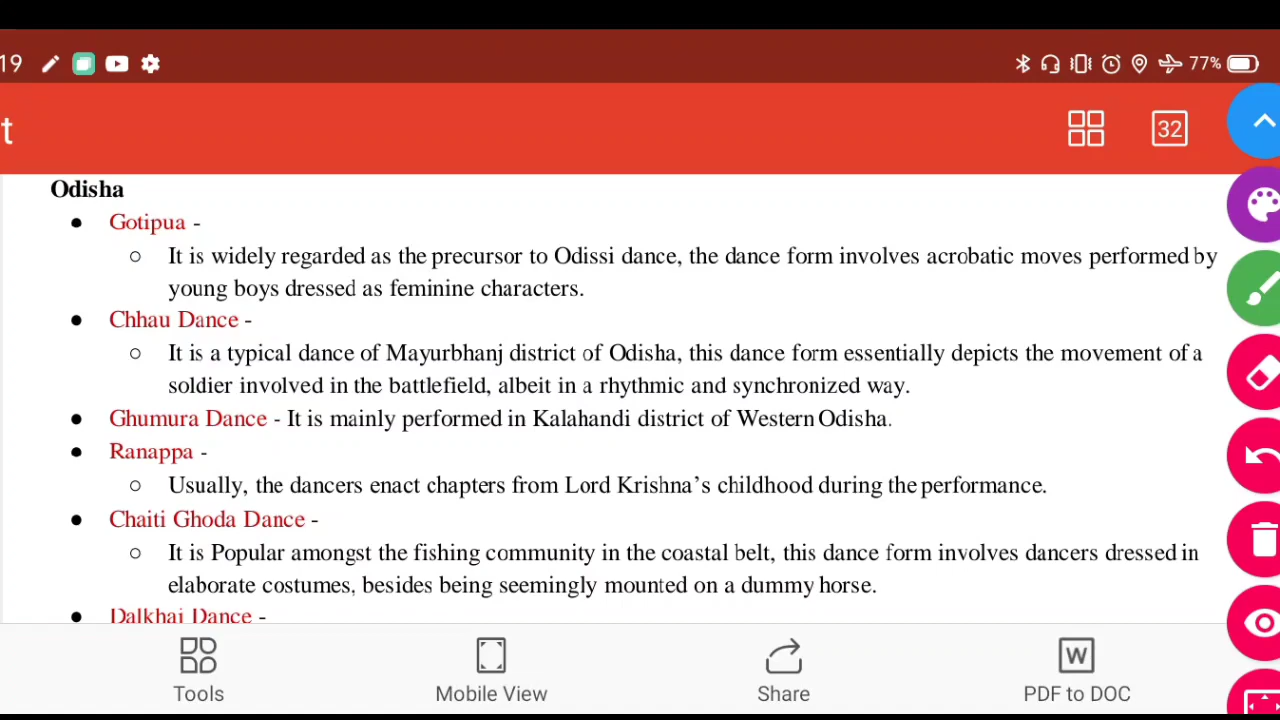 19
77%
t
32
Odisha
● Gotipua -
○ It is widely regarded as the precursor to Odissi dance, the dance form involves acrobatic moves performed by
young boys dressed as feminine characters.
● Chhau Dance -
○ It is a typical dance of Mayurbhanj district of Odisha, this dance form essentially depicts the movement of a
soldier involved in the battlefield, albeit in a rhythmic and synchronized way.
● Ghumura Dance - It is mainly performed in Kalahandi district of Western Odisha.
● Ranappa -
○ Usually, the dancers enact chapters from Lord Krishna’s childhood during the performance.
● Chaiti Ghoda Dance -
○ It is Popular amongst the fishing community in the coastal belt, this dance form involves dancers dressed in
elaborate costumes, besides being seemingly mounted on a dummy horse.
● Dalkhai Dance -
Tools
Mobile View
Share
W
PDF to DOC